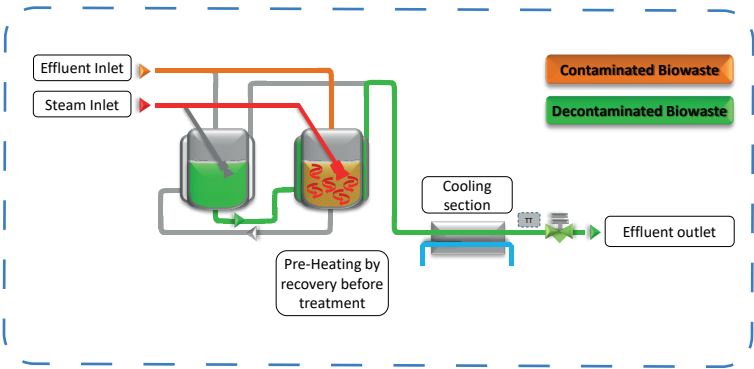 Effluent Inlet
Steam Inlet
Contaminated Biowaste
Decontaminated Biowaste
Cooling
section
TT
Effluent outlet
Pre-Heating by
recovery before
treatment